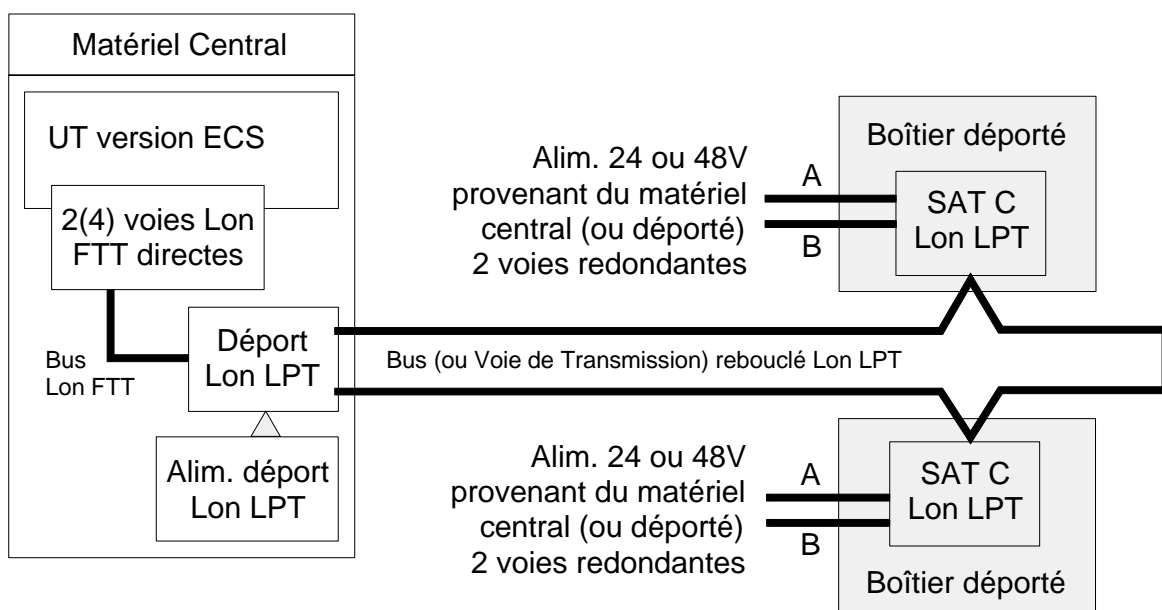 Matériel Central
UT version ECS
2(4) voies Lon
FTT directes
Bus
Lon FTT
Déport
Lon LPT
Alim. déport
Lon LPT
Bus (ou Voie de Transmission) rebouclé Lon LPT
Alim. 24 ou 48V
provenant du matériel
central (ou déporté)
2 voies redondantes
A
B
Boîtier déporté
SAT C
Lon LPT
Alim. 24 ou 48V
provenant du matériel
central (ou déporté)
2 voies redondantes
A
B
SAT C
Lon LPT
Boîtier déporté